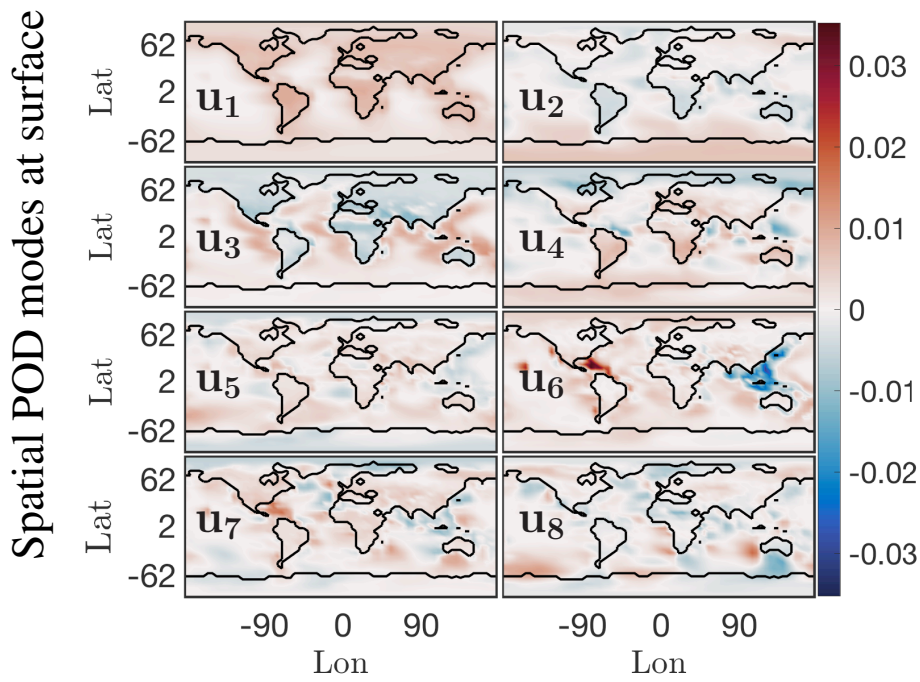 Spatial POD modes at surface
Lat
62
2
-62
u1
u2
Lat
62
2
-62
u3
u4
Lat
62
2
-62
u5
u6
Lat
62
2
-62
u7
u8
-90 0 90
-90 0 90
Lon
Lon
0.03
0.02
0.01
0
-0.01
-0.02
-0.03